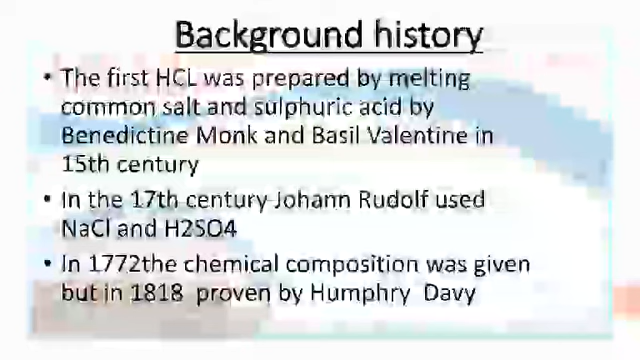 Background history
• The first HCL was prepared by melting
common salt and sulphuric acid by
Benedictine Monk and Basil Valentine in
15th century
• In the 17th century Johann Rudolf used
NaCl and H2SO4
• In 1772the chemical composition was given
but in 1818 proven by Humphry Davy